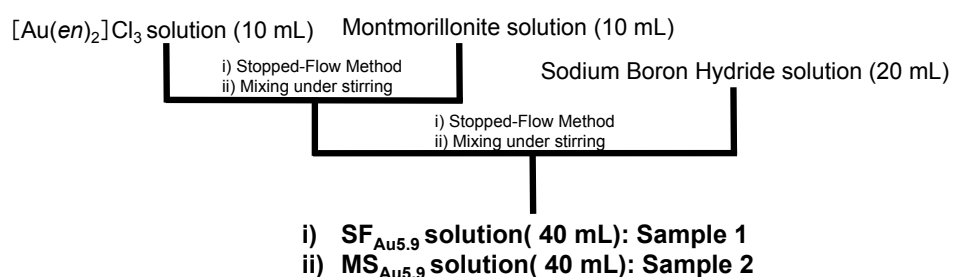 [Au(en)₂]Cl₃ solution (10 mL)
Montmorillonite solution (10 mL)
i) Stopped-Flow Method
ii) Mixing under stirring
Sodium Boron Hydride solution (20 mL)
i) Stopped-Flow Method
ii) Mixing under stirring
i) SF_Au5.9 solution( 40 mL): Sample 1
ii) MS_Au5.9 solution( 40 mL): Sample 2